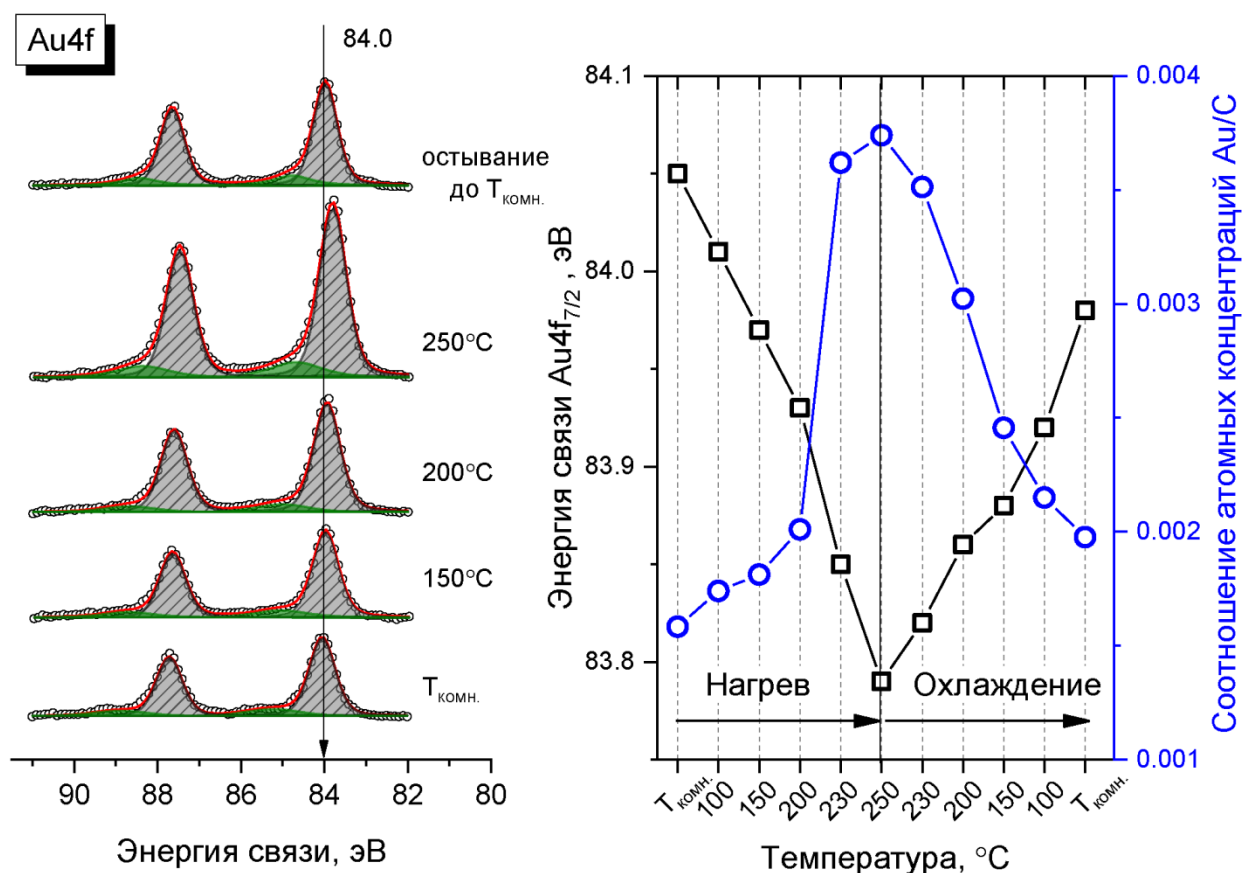 Au4f
84.0
остывание
до Tкомн.
250°C
200°C
150°C
Tкомн.
90 88 86 84 82 80
Энергия связи, эВ
Энергия связи Au4f7/2 , эВ
84.1
84.0
83.9
83.8
Нагрев
Охлаждение
Tкомн. 100 150 200 230 250 230 200 150 100 Tкомн.
Температура, °C
0.004
0.003
0.002
0.001
Соотношение атомных концентраций Au/C